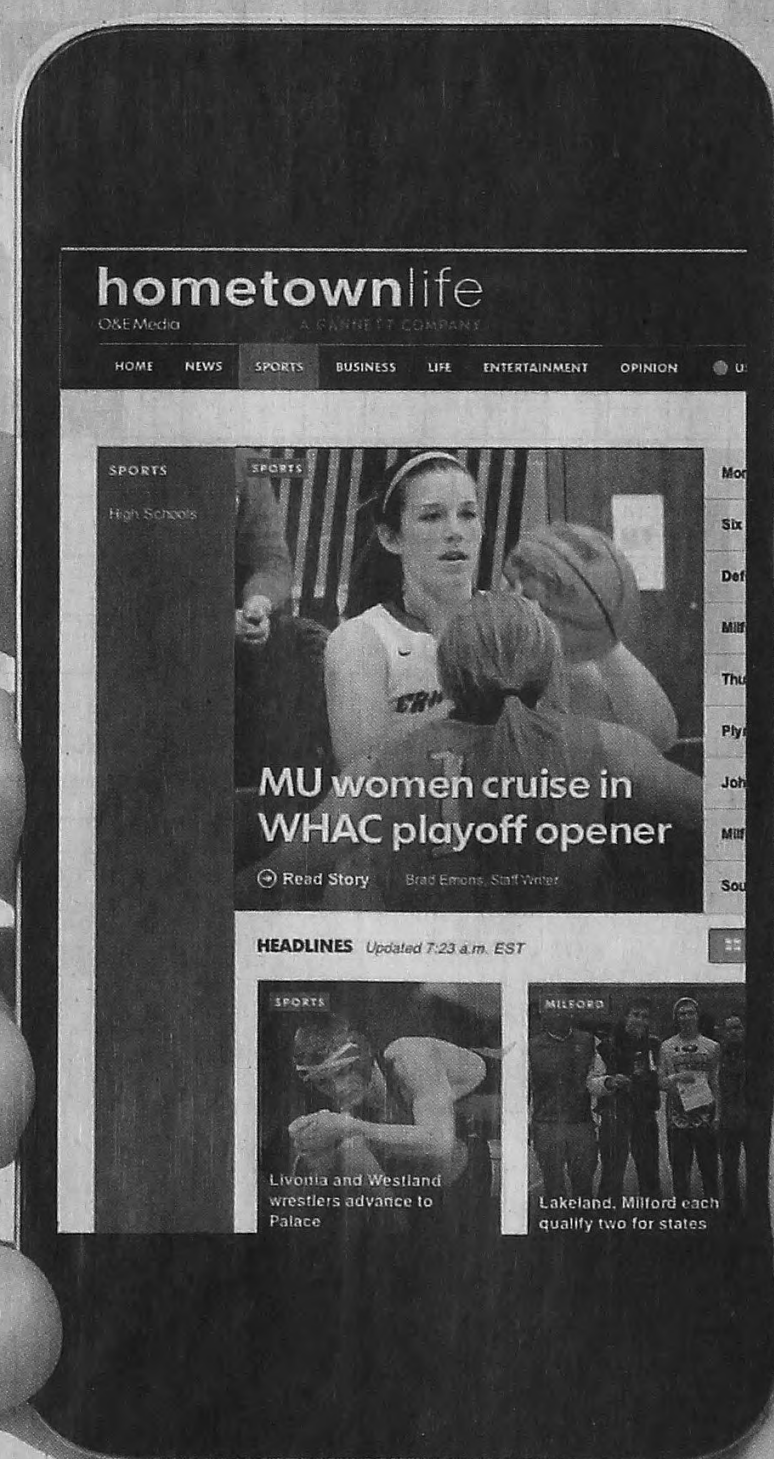 hometownlife
O&E Media
A GANNETT COMPANY
HOME NEWS SPORTS BUSINESS LIFE ENTERTAINMENT OPINION
SPORTS
High Schools
SPORTS
MU women cruise in
WHAC playoff opener
Read Story
Brad Emons, Staff Writer
Six
HEADLINES Updated 7:23 a.m. EST
SPORTS
Livonia and Westland
wrestlers advance to
Palace
MILFORD
Lakeland, Milford each
qualify two for states